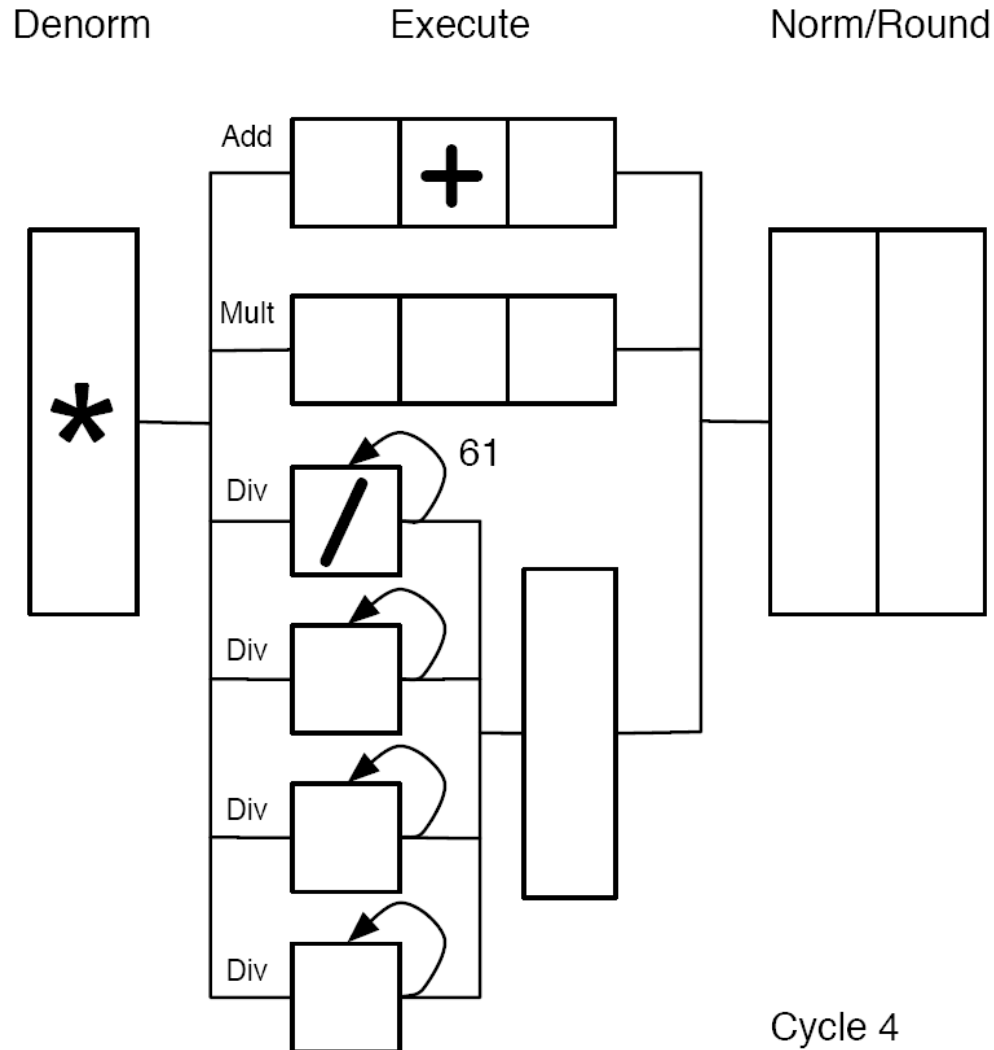 Denorm Execute Norm/Round
Add
+
Mult
*
61
Div
/
Div
Div
Div
Cycle 4